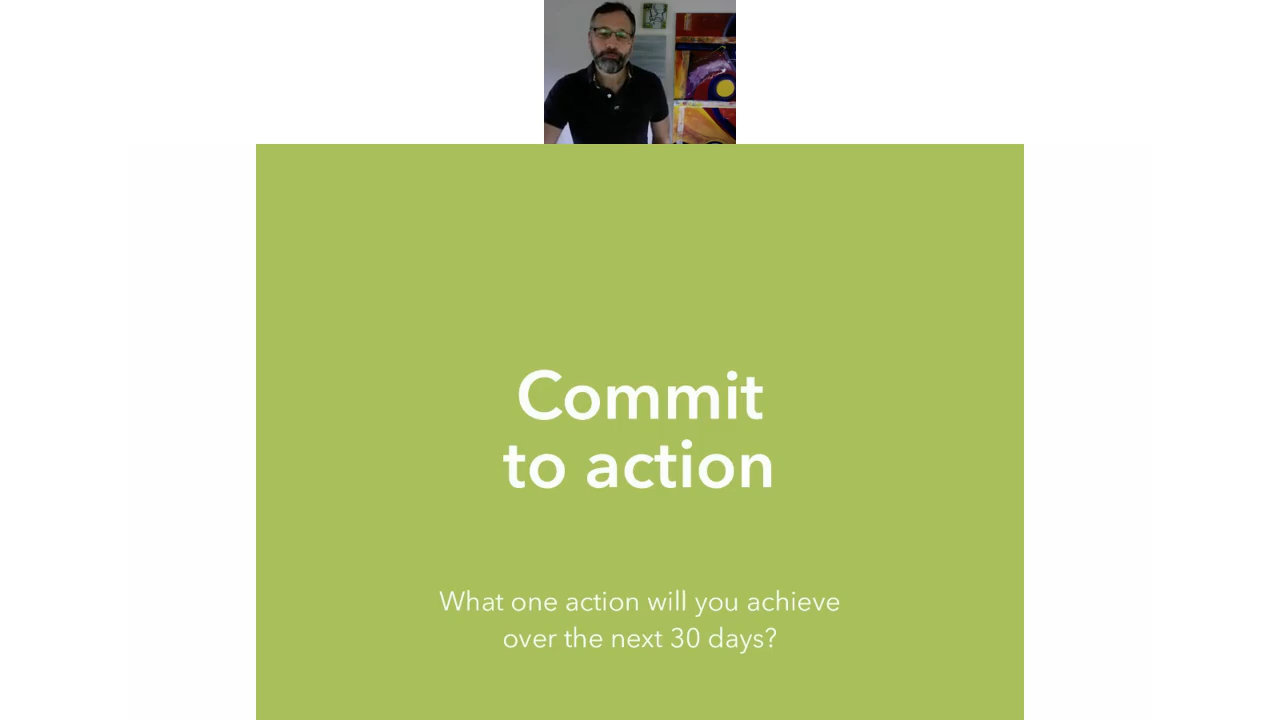 Commit
to action
What one action will you achieve
over the next 30 days?